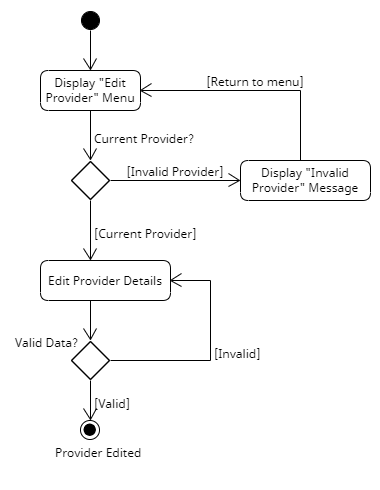 Display "Edit
Provider" Menu
[Return to menu]
Current Provider?
[Invalid Provider]
Display "Invalid
Provider" Message
[Current Provider]
Edit Provider Details
Valid Data?
[Invalid]
[Valid]
Provider Edited